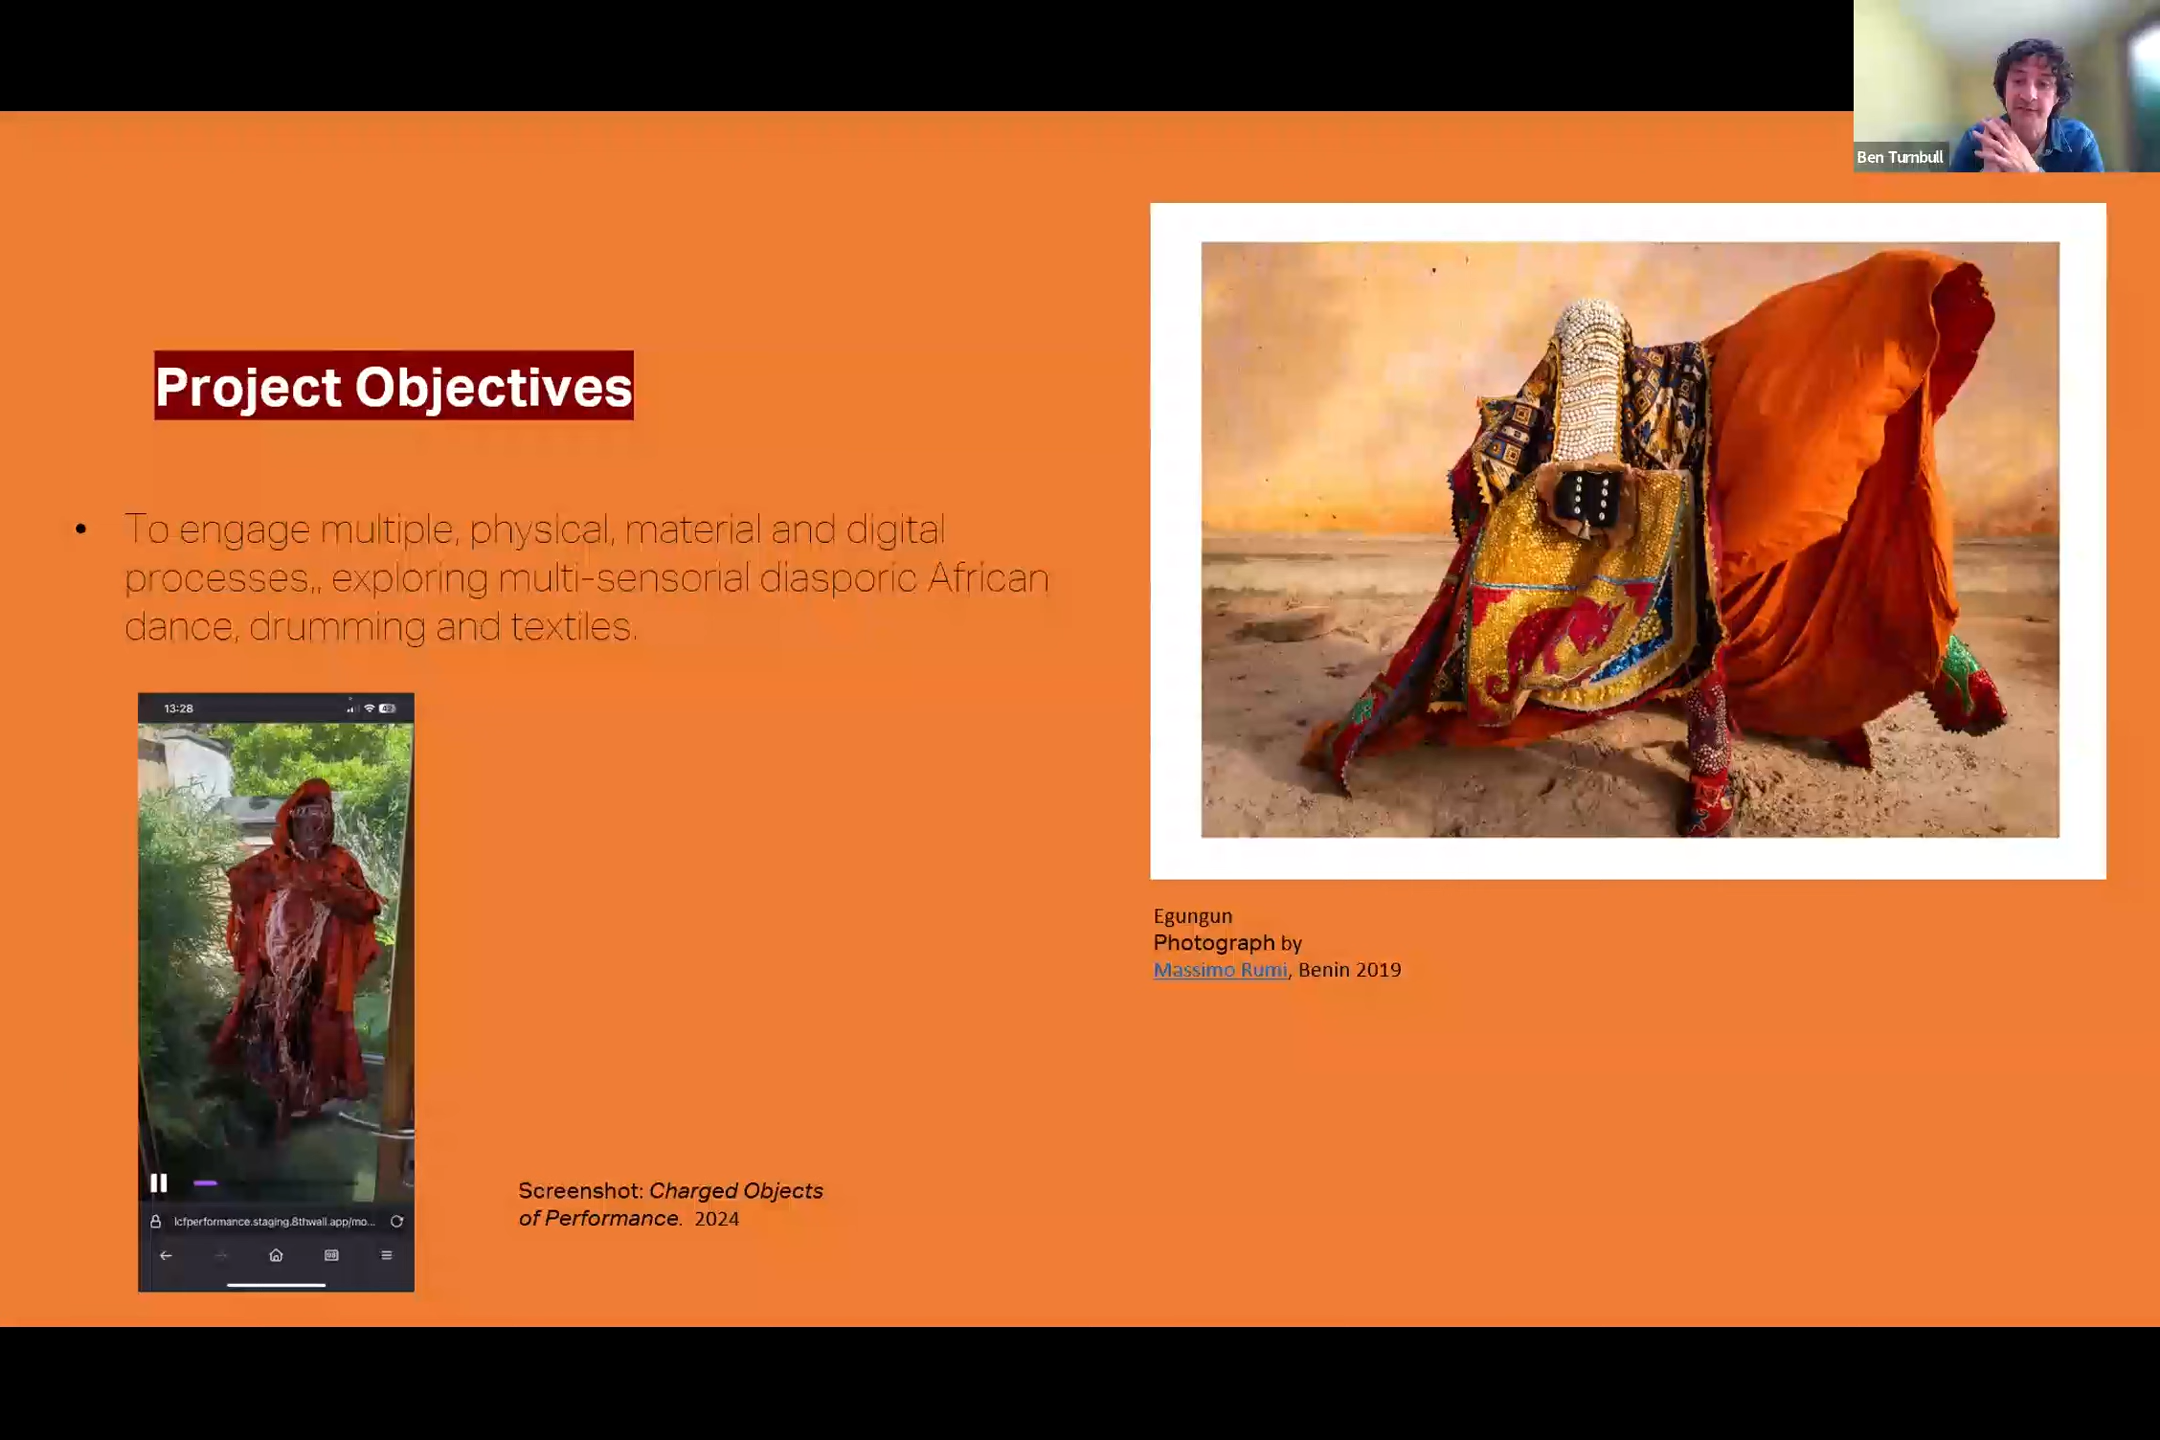 Ben Turnbull
Project Objectives
• To engage multiple, physical, material and digital
processes,, exploring multi-sensorial diasporic African
dance, drumming and textiles.
13:28
lcfperformance.staging.8thwall.app/mo...
Screenshot: Charged Objects
of Performance. 2024
Egungun
Photograph by
Massimo Rumi, Benin 2019